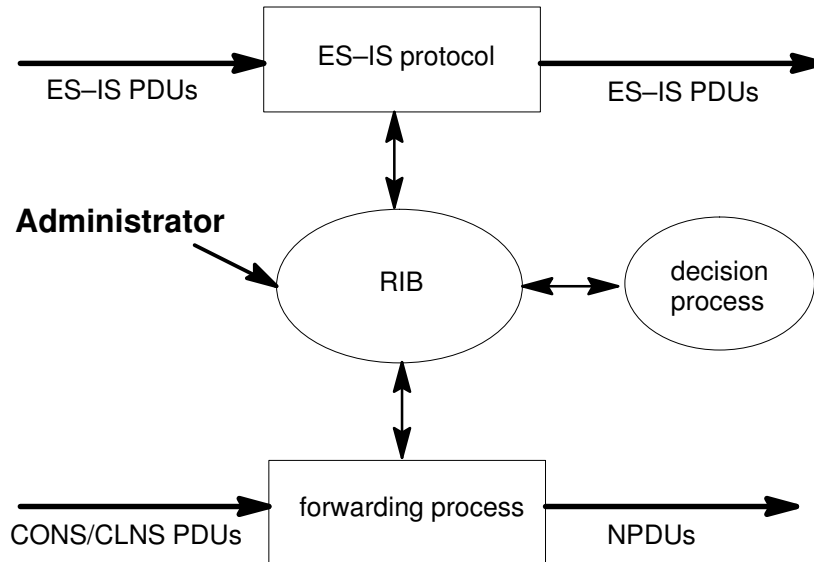 ES–IS protocol
ES–IS PDUs
ES–IS PDUs
Administrator
RIB
decision
process
forwarding process
CONS/CLNS PDUs
NPDUs